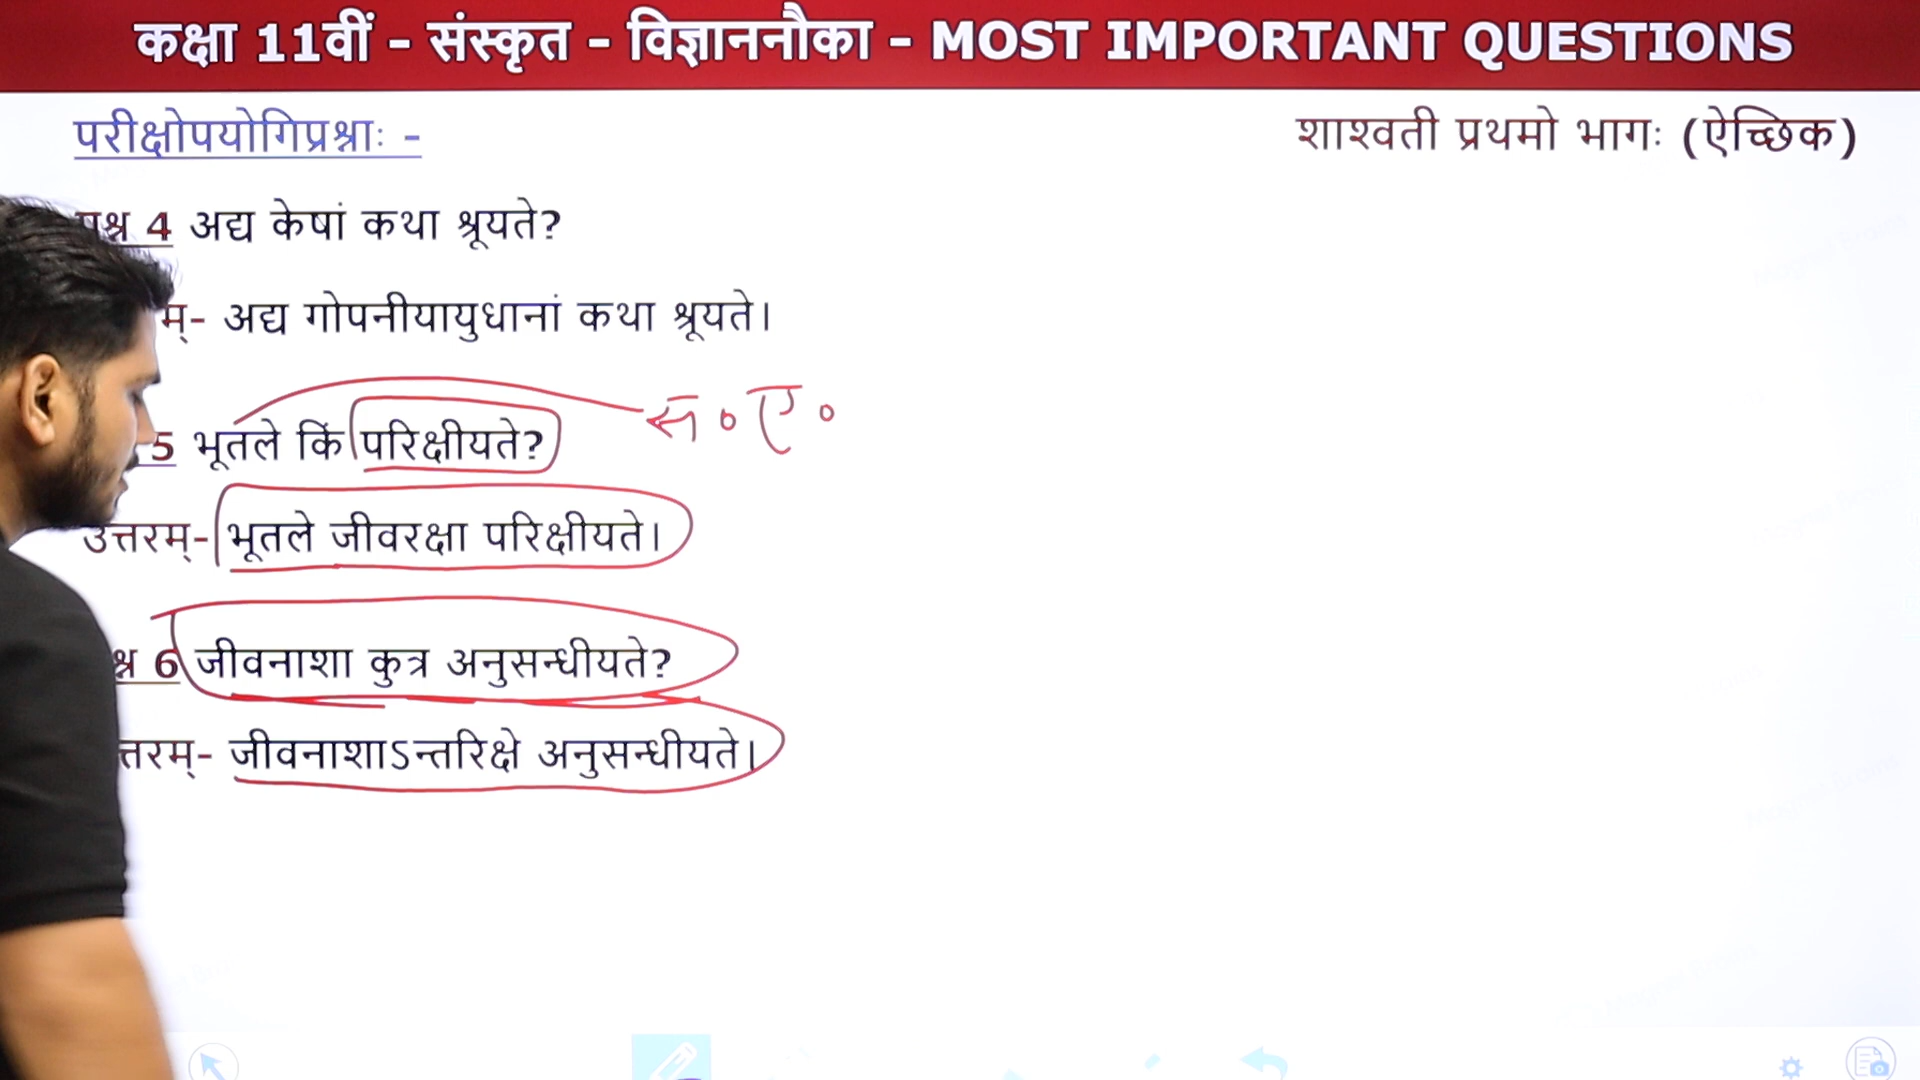 कक्षा 11वीं - संस्कृत - विज्ञाननौका - MOST IMPORTANT QUESTIONS
परीक्षोपयोगिप्रश्नाः -
शाश्वती प्रथमो भागः (ऐच्छिक)
प्रश्न 4 अद्य केषां कथा श्रूयते?
म्- अद्य गोपनीयायुधानां कथा श्रूयते।
स॰ए॰
5 भूतले किं परिक्षीयते?
उत्तरम्- भूतले जीवरक्षा परिक्षीयते।
श्न 6 जीवनाशा कुत्र अनुसन्धीयते?
त्तरम्- जीवनाशाऽन्तरिक्षे अनुसन्धीयते।